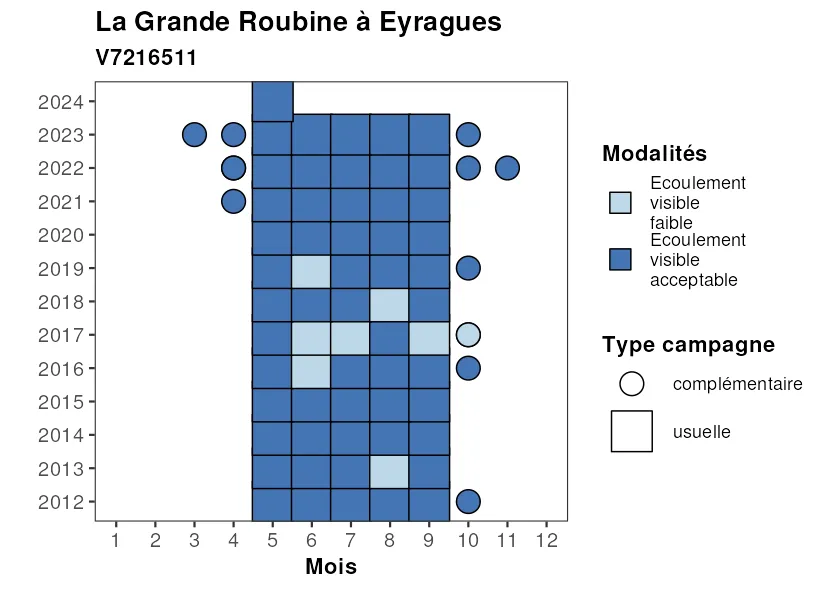 La Grande Roubine à Eyragues
V7216511
2024
2023
2022
2021
2020
2019
2018
2017
2016
2015
2014
2013
2012
1 2 3 4 5 6 7 8 9 10 11 12
Mois
Modalités
Ecoulement
visible
faible
Ecoulement
visible
acceptable
Type campagne
complémentaire
usuelle